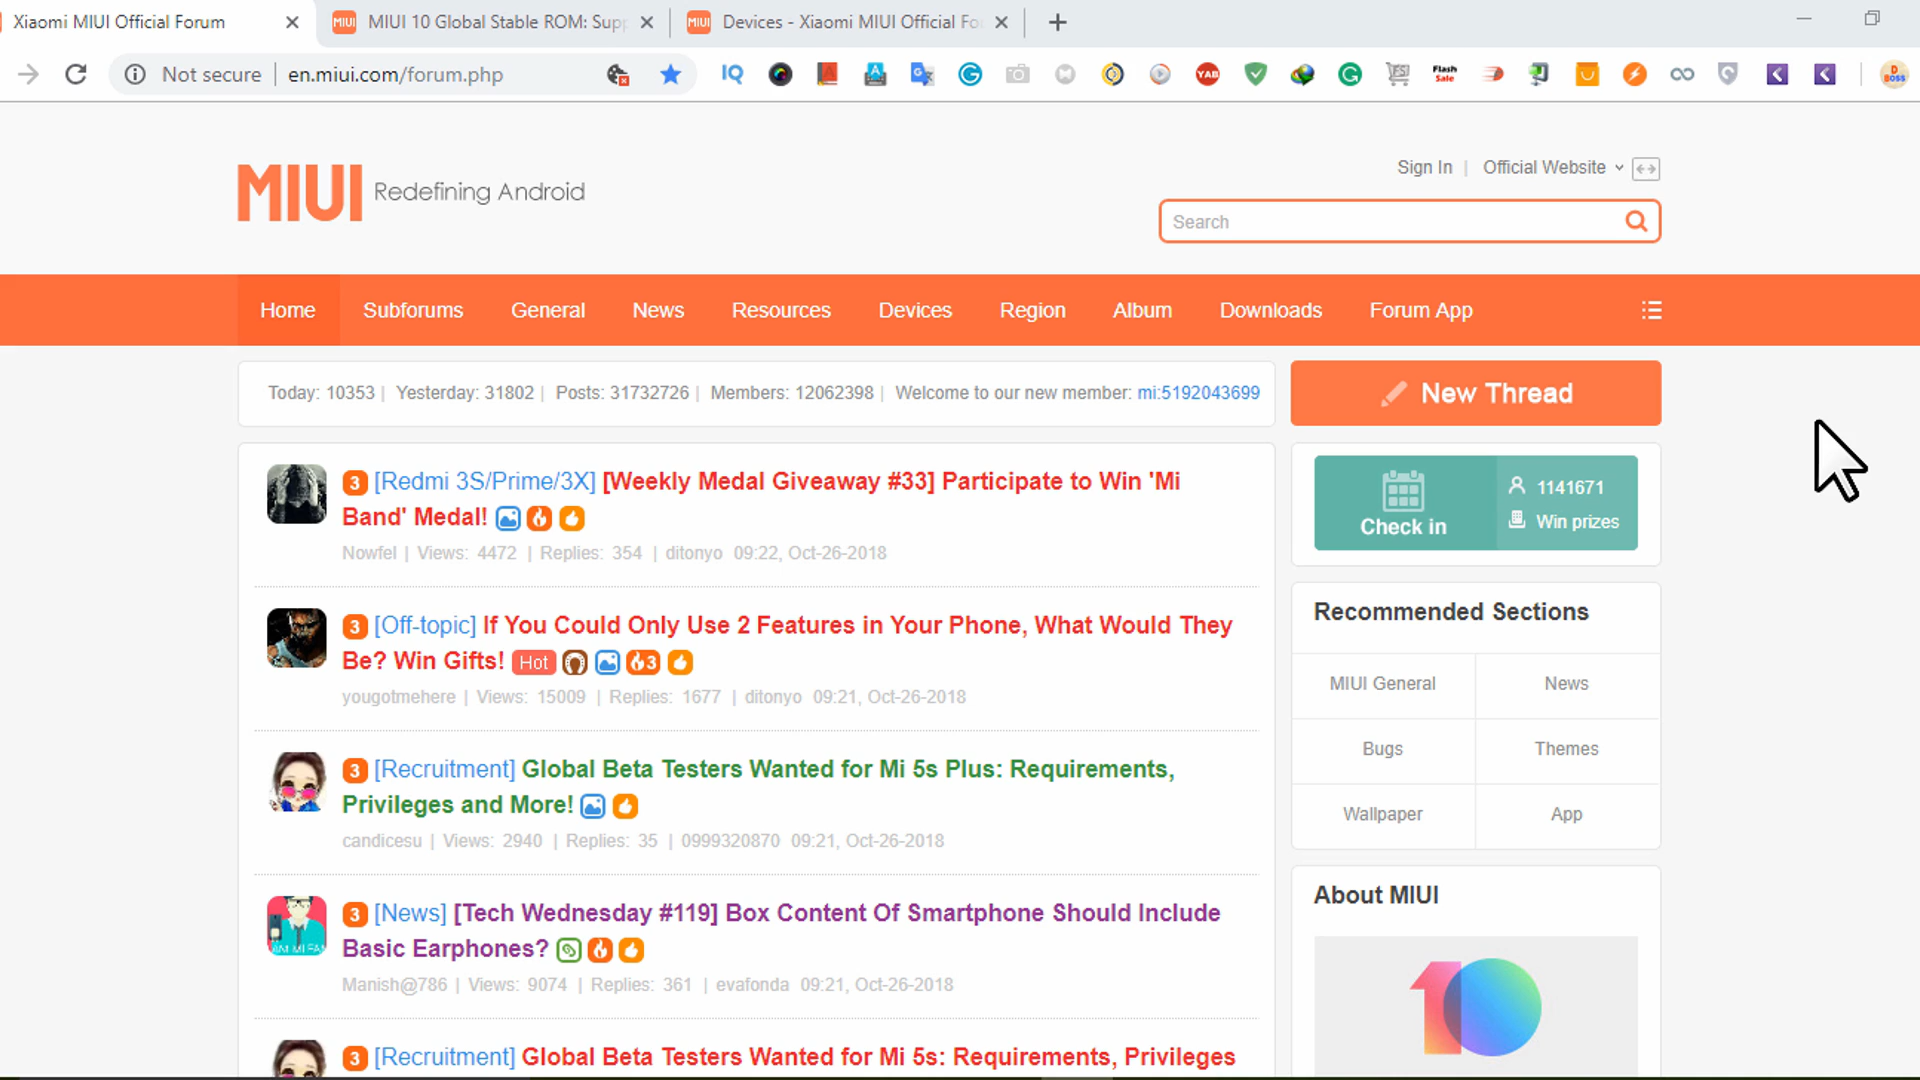 Xiaomi MIUI Official Forum
MIUI MIUI 10 Global Stable ROM: Sup
MIUI Devices - Xiaomi MIUI Official Fo
Not secure en.miui.com/forum.php
IQ YAB Flash Sale D BOSS
MIUI Redefining Android
Sign In | Official Website
Search
Home Subforums General News Resources Devices Region Album Downloads Forum App
Today: 10353 | Yesterday: 31802 | Posts: 31732726 | Members: 12062398 | Welcome to our new member: mi:5192043699
New Thread
3 [Redmi 3S/Prime/3X] [Weekly Medal Giveaway #33] Participate to Win 'Mi
Band' Medal!
Nowfel | Views: 4472 | Replies: 354 | ditonyo 09:22, Oct-26-2018
Check in
1141671
Win prizes
3 [Off-topic] If You Could Only Use 2 Features in Your Phone, What Would They
Be? Win Gifts! Hot 3
yougotmehere | Views: 15009 | Replies: 1677 | ditonyo 09:21, Oct-26-2018
3 [Recruitment] Global Beta Testers Wanted for Mi 5s Plus: Requirements,
Privileges and More!
candicesu | Views: 2940 | Replies: 35 | 0999320870 09:21, Oct-26-2018
3 [News] [Tech Wednesday #119] Box Content Of Smartphone Should Include
Basic Earphones?
Manish@786 | Views: 9074 | Replies: 361 | evafonda 09:21, Oct-26-2018
3 [Recruitment] Global Beta Testers Wanted for Mi 5s: Requirements, Privileges
Recommended Sections
MIUI General News
Bugs Themes
Wallpaper App
About MIUI
10